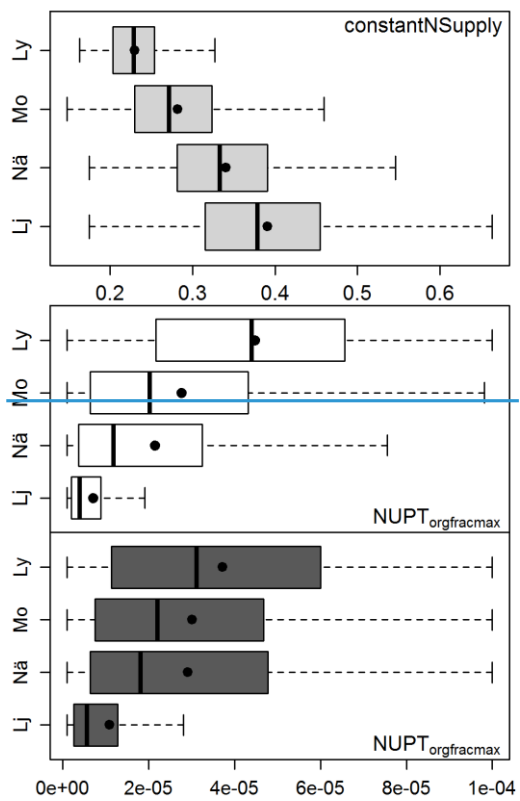 constantNSupply
Ly
Mo
Nä
Lj
0.2 0.3 0.4 0.5 0.6
Ly
Mo
Nä
Lj
NUPTorgfracmax
Ly
Mo
Nä
Lj
NUPTorgfracmax
0e+00 2e-05 4e-05 6e-05 8e-05 1e-04